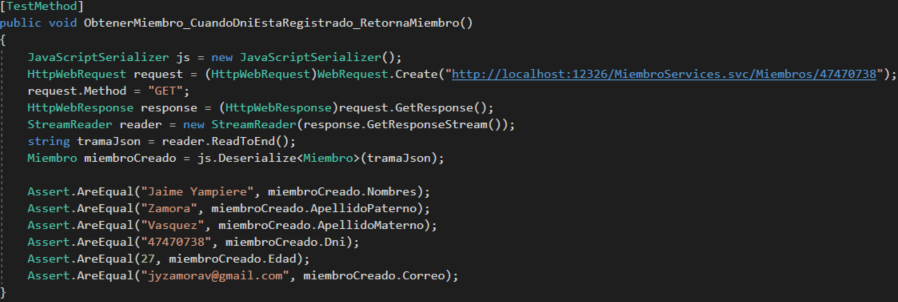 [TestMethod]
public void ObtenerMiembro_CuandoDniEstaRegistrado_RetornaMiembro()
{
JavaScriptSerializer js = new JavaScriptSerializer();
HttpWebRequest request = (HttpWebRequest)WebRequest.Create("http://localhost:12326/MiembroServices.svc/Miembros/47470738");
request.Method = "GET";
HttpWebResponse response = (HttpWebResponse)request.GetResponse();
StreamReader reader = new StreamReader(response.GetResponseStream());
string tramaJson = reader.ReadToEnd();
Miembro miembroCreado = js.Deserialize<Miembro>(tramaJson);
Assert.AreEqual("Jaime Yampiere", miembroCreado.Nombres);
Assert.AreEqual("Zamora", miembroCreado.ApellidoPaterno);
Assert.AreEqual("Vasquez", miembroCreado.ApellidoMaterno);
Assert.AreEqual("47470738", miembroCreado.Dni);
Assert.AreEqual(27, miembroCreado.Edad);
Assert.AreEqual("jyzamorav@gmail.com", miembroCreado.Correo);
}